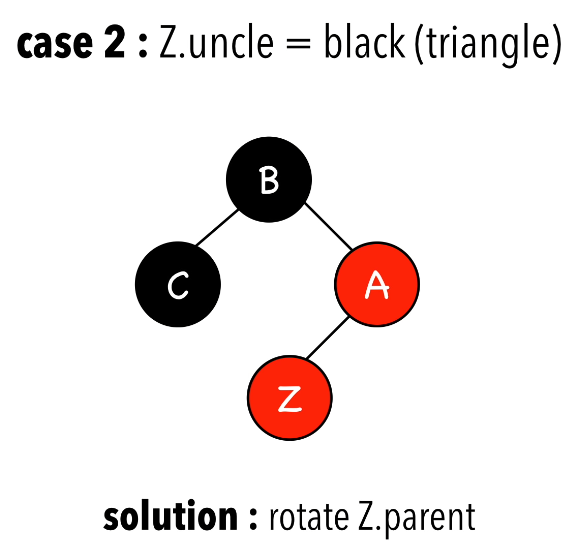 case 2 : Z.uncle = black (triangle)
B
C
A
Z
solution : rotate Z.parent